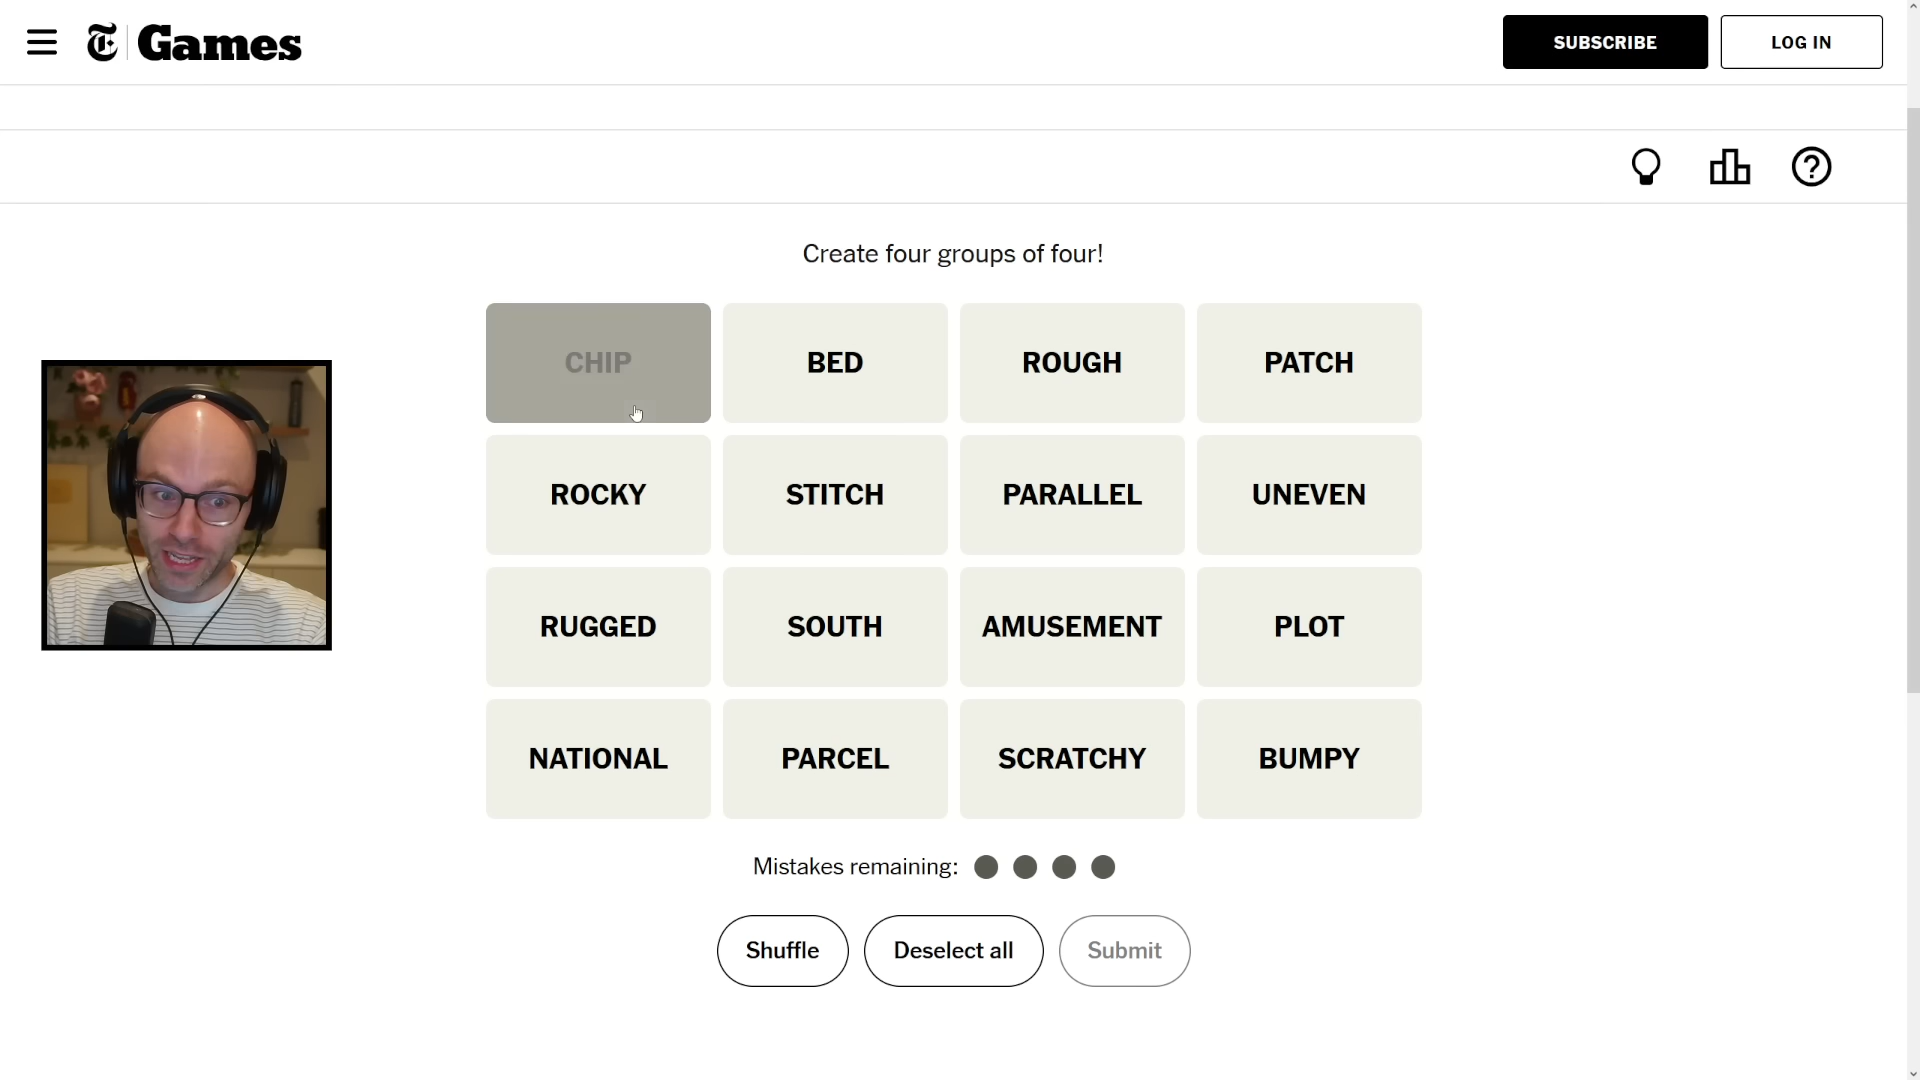 Games
SUBSCRIBE
LOG IN
Create four groups of four!
CHIP
BED
ROUGH
PATCH
ROCKY
STITCH
PARALLEL
UNEVEN
RUGGED
SOUTH
AMUSEMENT
PLOT
NATIONAL
PARCEL
SCRATCHY
BUMPY
Mistakes remaining:
Shuffle
Deselect all
Submit